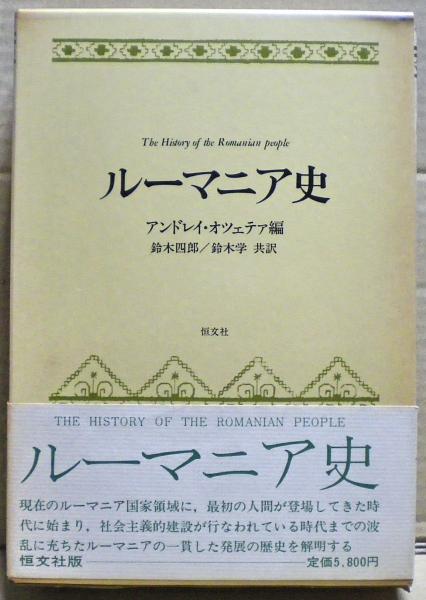 The History of the Romanian people
ルーマニア史
アンドレイ・オツェテァ編
鈴木四郎／鈴木学 共訳
恒文社
THE HISTORY OF THE ROMANIAN PEOPLE
ルーマニア史
現在のルーマニア国家領域に，最初の人間が登場してきた時
代に始まり，社会主義的建設が行なわれている時代までの波
乱に充ちたルーマニアの一貫した発展の歴史を解明する
恒文社版 定価5,800円